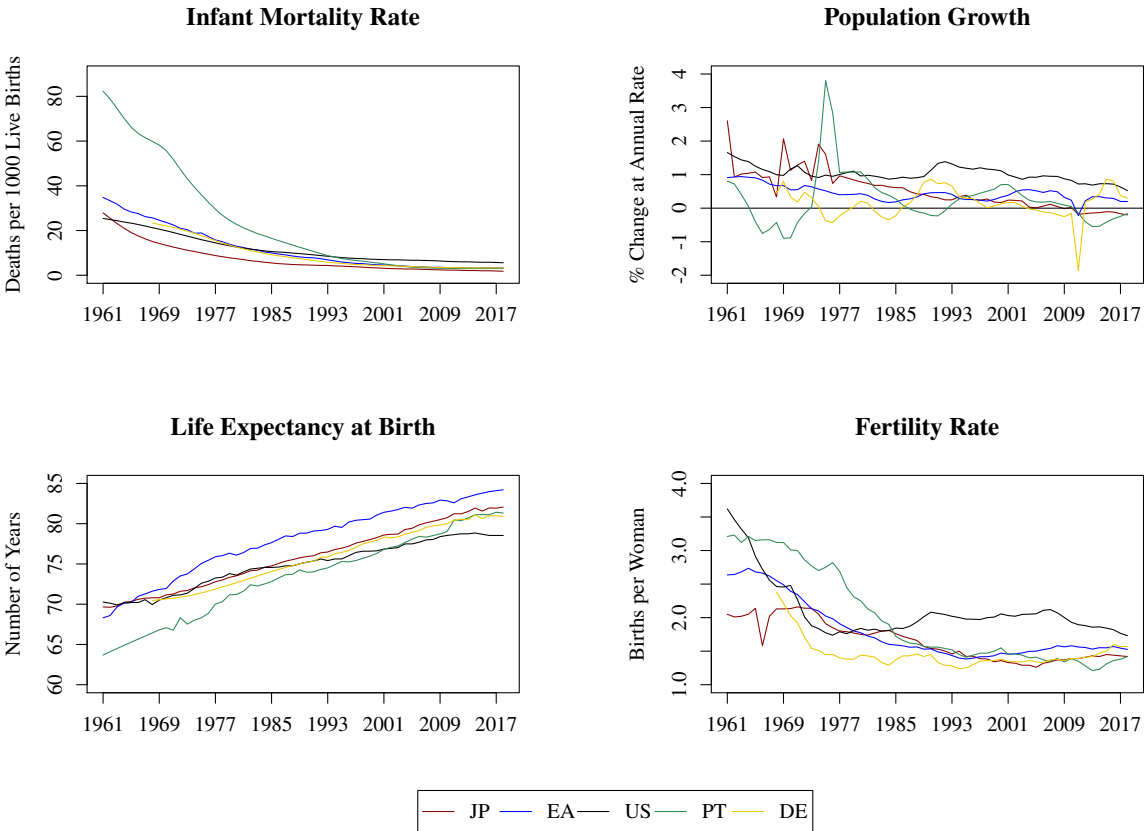 Infant Mortality Rate
Deaths per 1000 Live Births
80
60
40
20
0
1961 1969 1977 1985 1993 2001 2009 2017
Population Growth
% Change at Annual Rate
4
3
2
1
0
-1
-2
1961 1969 1977 1985 1993 2001 2009 2017
Life Expectancy at Birth
Number of Years
85
80
75
70
65
60
1961 1969 1977 1985 1993 2001 2009 2017
Fertility Rate
Births per Woman
4.0
3.0
2.0
1.0
1961 1969 1977 1985 1993 2001 2009 2017
JP EA US PT DE